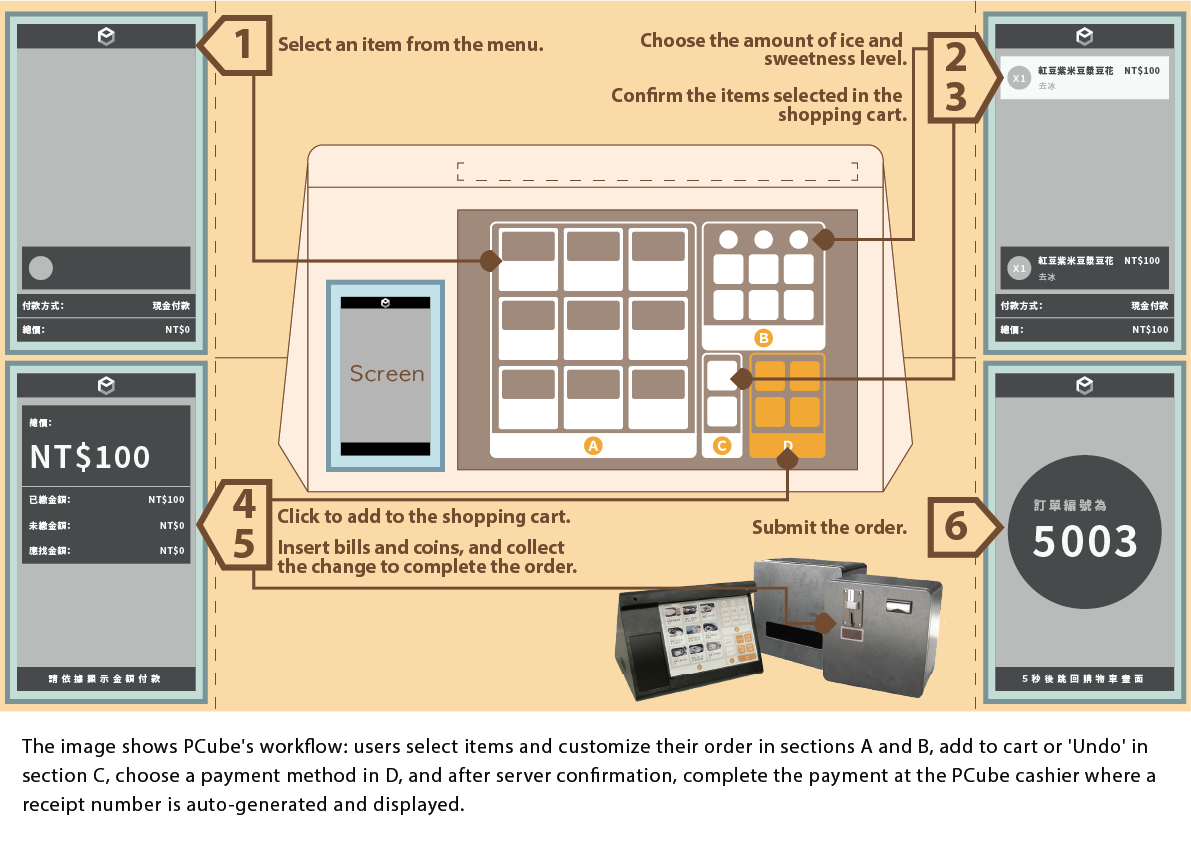 1
Select an item from the menu.
付款方式：
現金付款
總價：
NT$0
Choose the amount of ice and
sweetness level.
Confirm the items selected in the
shopping cart.
2
3
X1
紅豆紫米豆漿豆花
NT$100
去冰
X1
紅豆紫米豆漿豆花
NT$100
去冰
付款方式：
現金付款
總價：
NT$100
Screen
A
B
C
D
總價：
NT$100
已繳金額：
NT$100
未繳金額：
NT$0
應找金額：
NT$0
請依據顯示金額付款
4
5
Click to add to the shopping cart.
Insert bills and coins, and collect
the change to complete the order.
Submit the order.
6
訂單編號為
5003
5秒後跳回購物車畫面
The image shows PCube's workflow: users select items and customize their order in sections A and B, add to cart or 'Undo' in
section C, choose a payment method in D, and after server confirmation, complete the payment at the PCube cashier where a
receipt number is auto-generated and displayed.